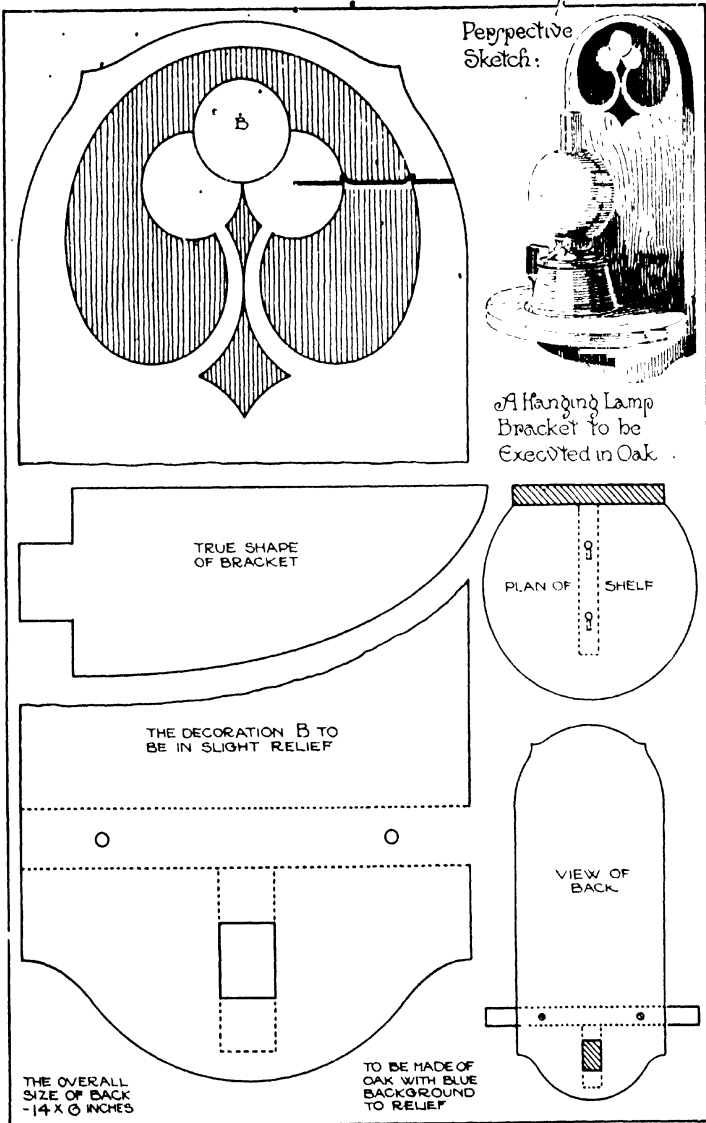 Perspective
Sketch:
B
A Hanging Lamp
Bracket to be
Executed in Oak
TRUE SHAPE
OF BRACKET
PLAN OF SHELF
THE DECORATION B TO
BE IN SLIGHT RELIEF
VIEW OF
BACK
THE OVERALL
SIZE OF BACK
-14 X 6 INCHES
TO BE MADE OF
OAK WITH BLUE
BACKGROUND
TO RELIEF